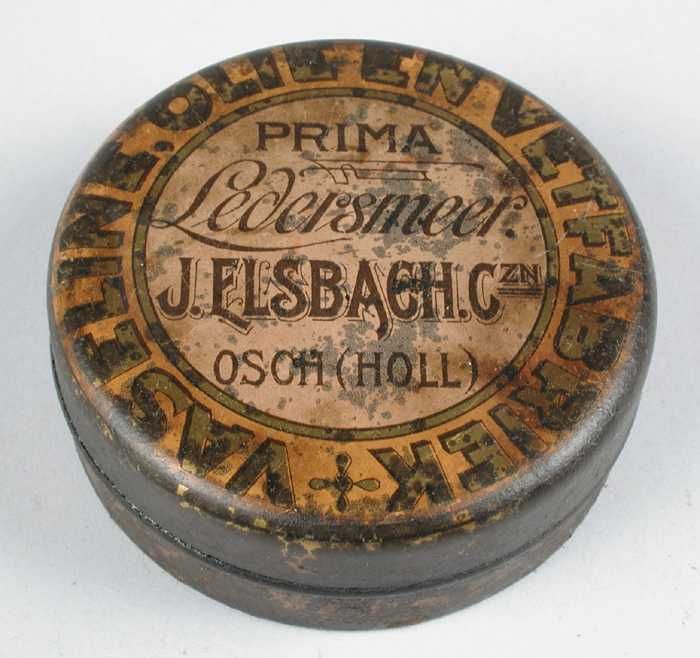 PRIMA
Ledersmeer.
J. ELSBACH. CZN
OSCH (HOLL)
VASELINE. OLIE EN VETFABRIEK